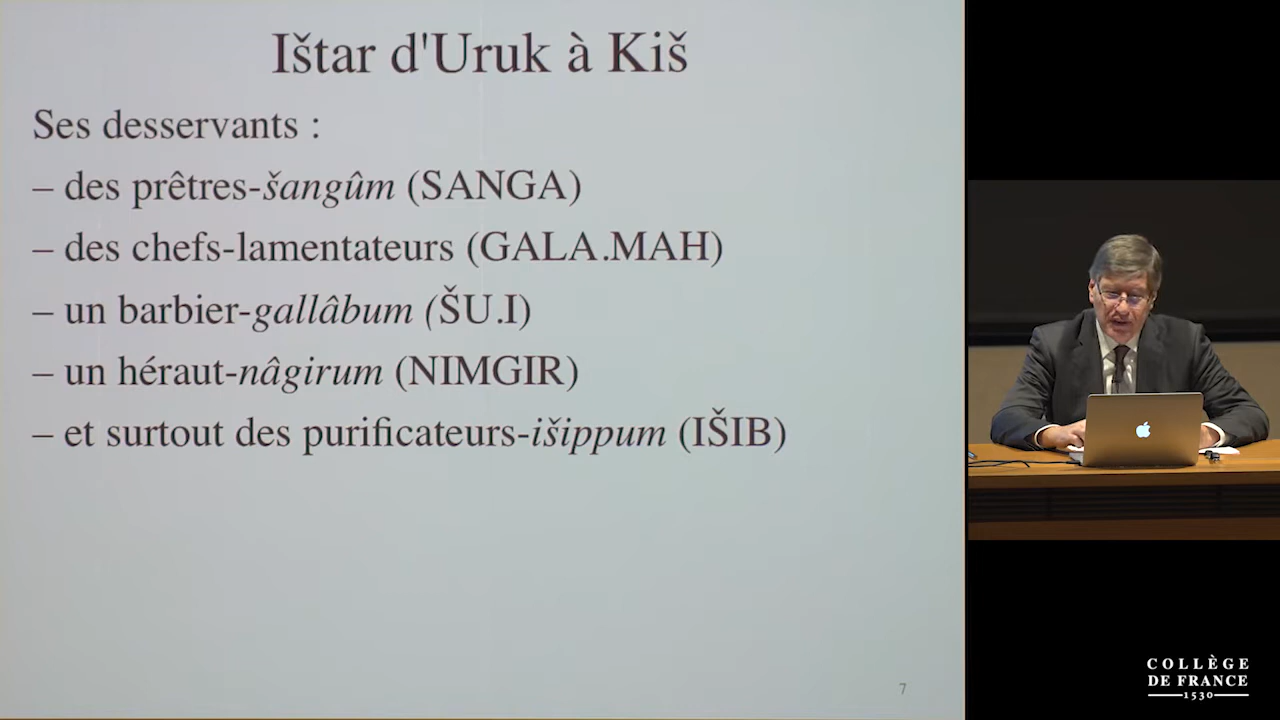 Ištar d'Uruk à Kiš
Ses desservants :
– des prêtres-šangûm (SANGA)
– des chefs-lamentateurs (GALA.MAH)
– un barbier-gallâbum (ŠU.I)
– un héraut-nâgirum (NIMGIR)
– et surtout des purificateurs-išippum (IŠIB)
7
COLLÈGE
DE FRANCE
1530